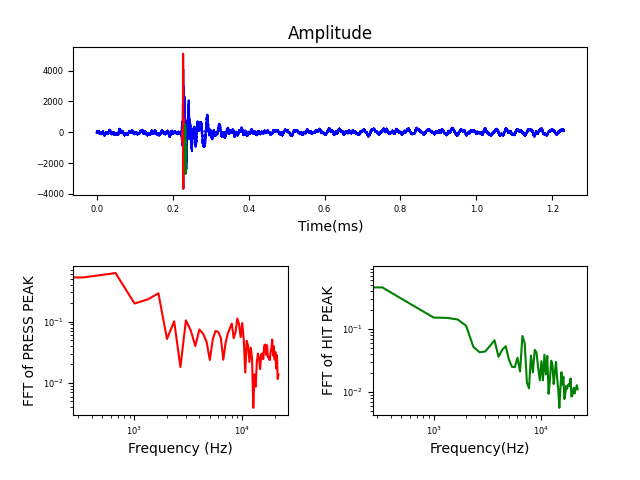 Amplitude
4000
2000
0
−2000
−4000
0.0 0.2 0.4 0.6 0.8 1.0 1.2
Time(ms)
FFT of PRESS PEAK
10⁻¹
10⁻²
10³ 10⁴
Frequency (Hz)
FFT of HIT PEAK
10⁻¹
10⁻²
10³ 10⁴
Frequency(Hz)